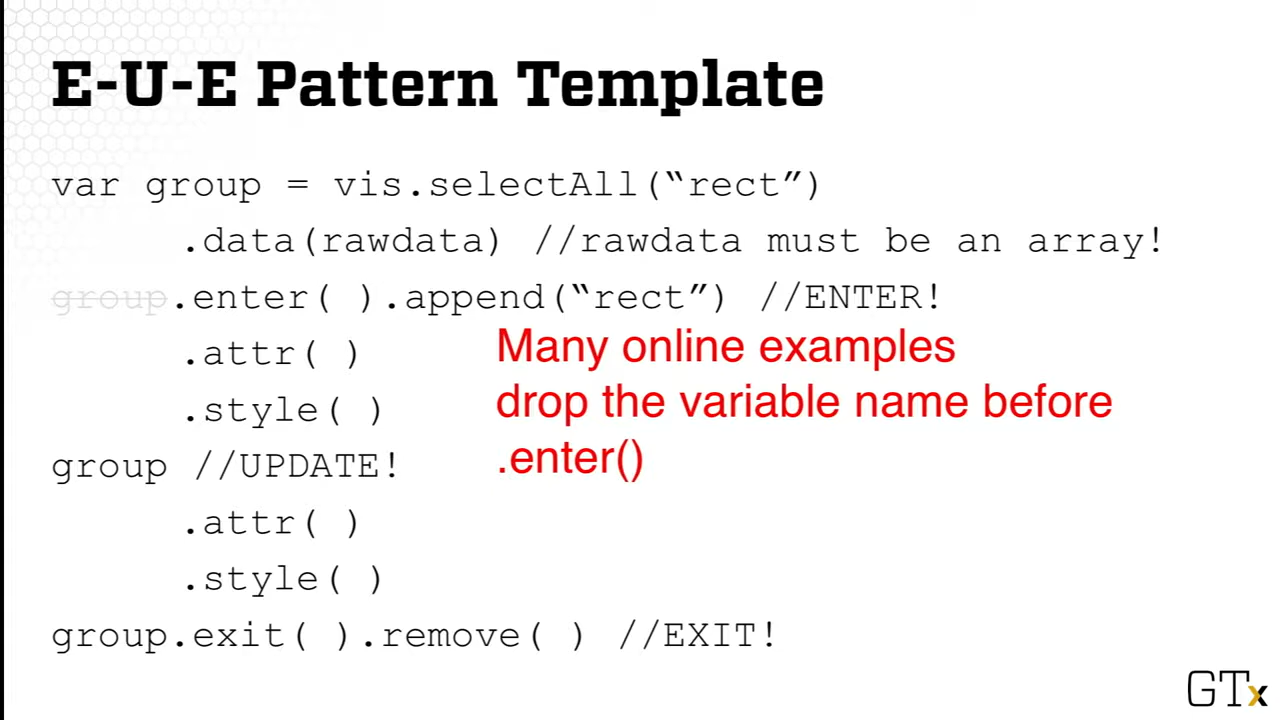 E-U-E Pattern Template
var group = vis.selectAll(“rect”)
.data(rawdata) //rawdata must be an array!
group.enter( ).append(“rect”) //ENTER!
.attr( )
.style( )
Many online examples
drop the variable name before
.enter()
group //UPDATE!
.attr( )
.style( )
group.exit( ).remove( ) //EXIT!
GTx